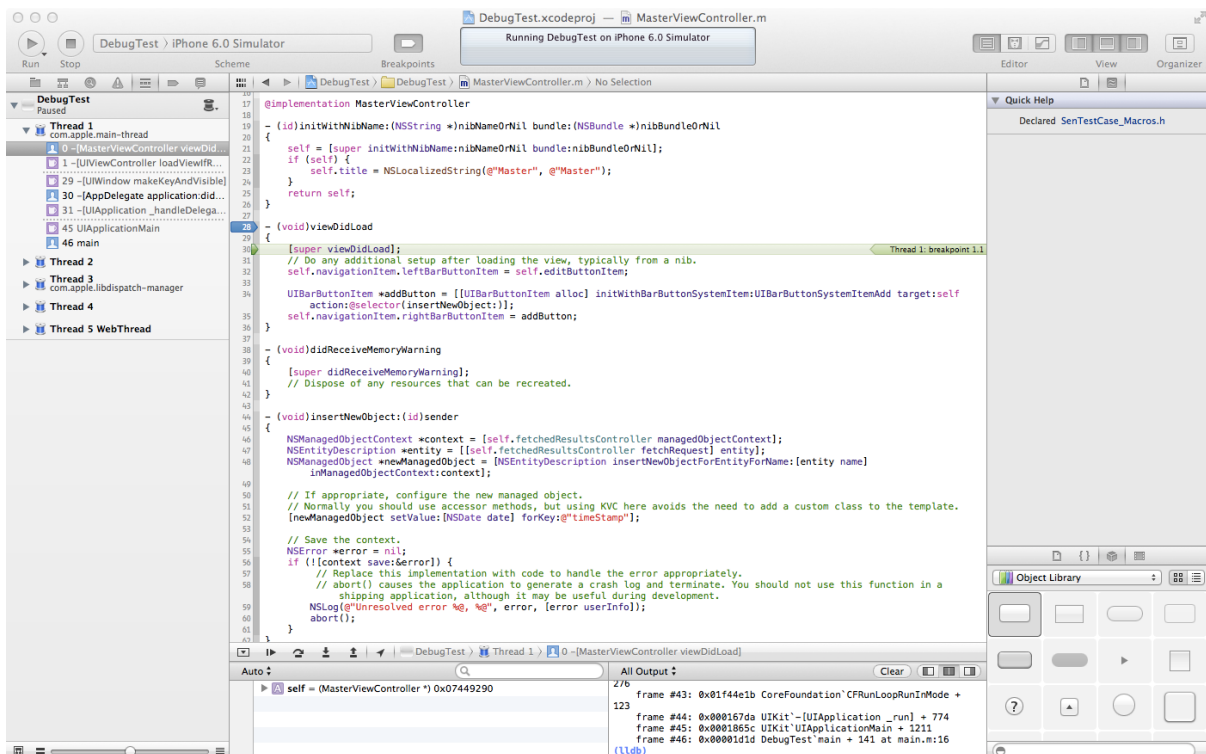 DebugTest.xcodeproj — m MasterViewController.m
DebugTest > iPhone 6.0 Simulator
Running DebugTest on iPhone 6.0 Simulator
Run Stop Scheme Breakpoints Editor View Organizer
DebugTest > DebugTest > m MasterViewController.m > No Selection
DebugTest
Paused
Thread 1
com.apple.main-thread
0 -[MasterViewController viewDid...
1 -[UIViewController loadViewIfR...
29 -[UIWindow makeKeyAndVisible]
30 -[AppDelegate application:did...
31 -[UIApplication _handleDelega...
45 UIApplicationMain
46 main
Thread 2
Thread 3
com.apple.libdispatch-manager
Thread 4
Thread 5 WebThread
16
17 @implementation MasterViewController
18
19 - (id)initWithNibName:(NSString *)nibNameOrNil bundle:(NSBundle *)nibBundleOrNil
20 {
21 self = [super initWithNibName:nibNameOrNil bundle:nibBundleOrNil];
22 if (self) {
23 self.title = NSLocalizedString(@"Master", @"Master");
24 }
25 return self;
26 }
27
28 - (void)viewDidLoad
29 {
30 [super viewDidLoad]; Thread 1: breakpoint 1.1
31 // Do any additional setup after loading the view, typically from a nib.
32 self.navigationItem.leftBarButtonItem = self.editButtonItem;
33
34 UIBarButtonItem *addButton = [[UIBarButtonItem alloc] initWithBarButtonSystemItem:UIBarButtonSystemItemAdd target:self
action:@selector(insertNewObject:)];
35 self.navigationItem.rightBarButtonItem = addButton;
36 }
37
38 - (void)didReceiveMemoryWarning
39 {
40 [super didReceiveMemoryWarning];
41 // Dispose of any resources that can be recreated.
42 }
43
44 - (void)insertNewObject:(id)sender
45 {
46 NSManagedObjectContext *context = [self.fetchedResultsController managedObjectContext];
47 NSEntityDescription *entity = [[self.fetchedResultsController fetchRequest] entity];
48 NSManagedObject *newManagedObject = [NSEntityDescription insertNewObjectForEntityForName:[entity name]
inManagedObjectContext:context];
49
50 // If appropriate, configure the new managed object.
51 // Normally you should use accessor methods, but using KVC here avoids the need to add a custom class to the template.
52 [newManagedObject setValue:[NSDate date] forKey:@"timeStamp"];
53
54 // Save the context.
55 NSError *error = nil;
56 if (![context save:&error]) {
57 // Replace this implementation with code to handle the error appropriately.
58 // abort() causes the application to generate a crash log and terminate. You should not use this function in a
shipping application, although it may be useful during development.
59 NSLog(@"Unresolved error %@, %@", error, [error userInfo]);
60 abort();
61 }
62 }
DebugTest > Thread 1 > 0 -[MasterViewController viewDidLoad]
Auto
A self = (MasterViewController *) 0x07449290
All Output Clear
276
frame #43: 0x01f44e1b CoreFoundation`CFRunLoopRunInMode +
123
frame #44: 0x000167da UIKit`-[UIApplication _run] + 774
frame #45: 0x0001865c UIKit`UIApplicationMain + 1211
frame #46: 0x00001d1d DebugTest`main + 141 at main.m:16
(lldb)
Quick Help
Declared SenTestCase_Macros.h
{}
Object Library
?